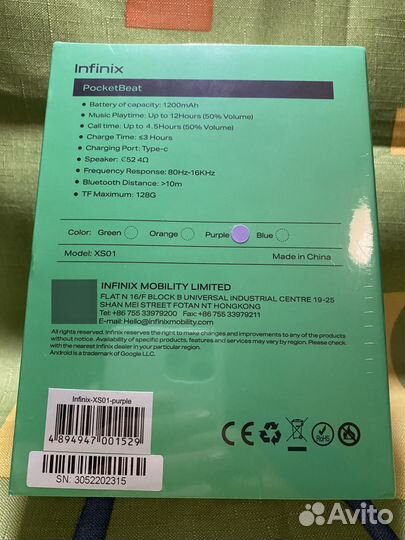 Infinix
PocketBeat
Battery of capacity: 1200mAh
Music Playtime: Up to 12Hours (50% Volume)
Call time: Up to 4.5Hours (50% Volume)
Charge Time: ≤3 Hours
Charging Port: Type-c
Speaker: ∈52 4Ω
Frequency Response: 80Hz-16KHz
Bluetooth Distance: >10m
TF Maximum: 128G
Color: Green Orange Purple Blue
Model: XS01 Made in China
INFINIX MOBILITY LIMITED
FLAT N 16/F BLOCK B UNIVERSAL INDUSTRIAL CENTRE 19-25
SHAN MEI STREET FOTAN NT HONGKONG
Tel: +86 755 33979200 Fax: +86 755 33979211
E-mail: Hello@infinixmobility.com
All rights reserved. Infinix reserves the right to make changes and improvements to any of the products
without notice. Availability of specific products, features and services may vary by region. Please check
with the nearest Infinix dealer in your particular region.
Android is a trademark of Google LLC.
Infinix-XS01-purple
4 894947 001529
SN: 3052202315
CE
RoHS
Avito